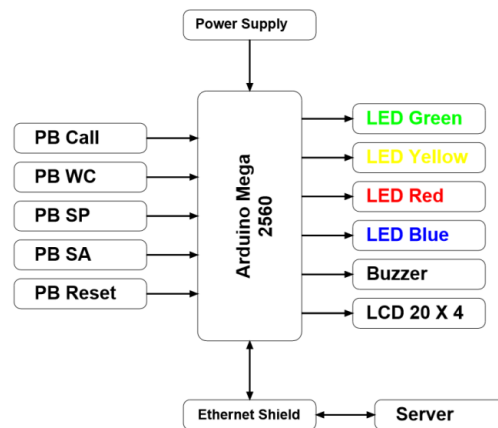 Power Supply
PB Call
PB WC
PB SP
PB SA
PB Reset
Arduino Mega
2560
LED Green
LED Yellow
LED Red
LED Blue
Buzzer
LCD 20 X 4
Ethernet Shield
Server